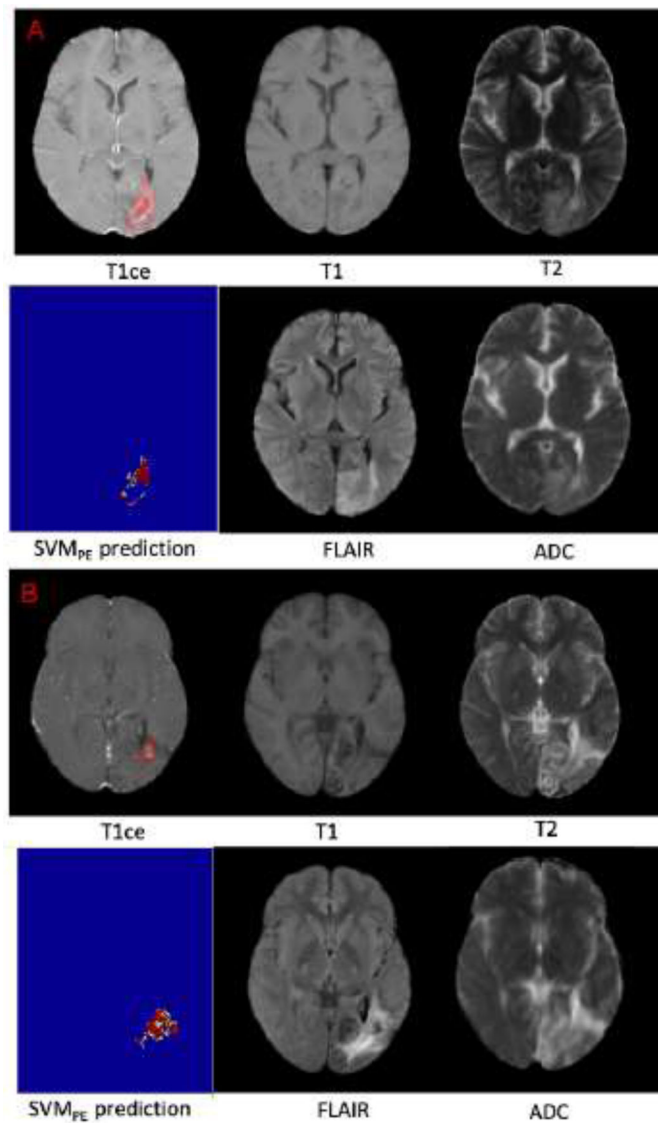 A
T1ce T1 T2
SVMPE prediction FLAIR ADC
B
T1ce T1 T2
SVMPE prediction FLAIR ADC